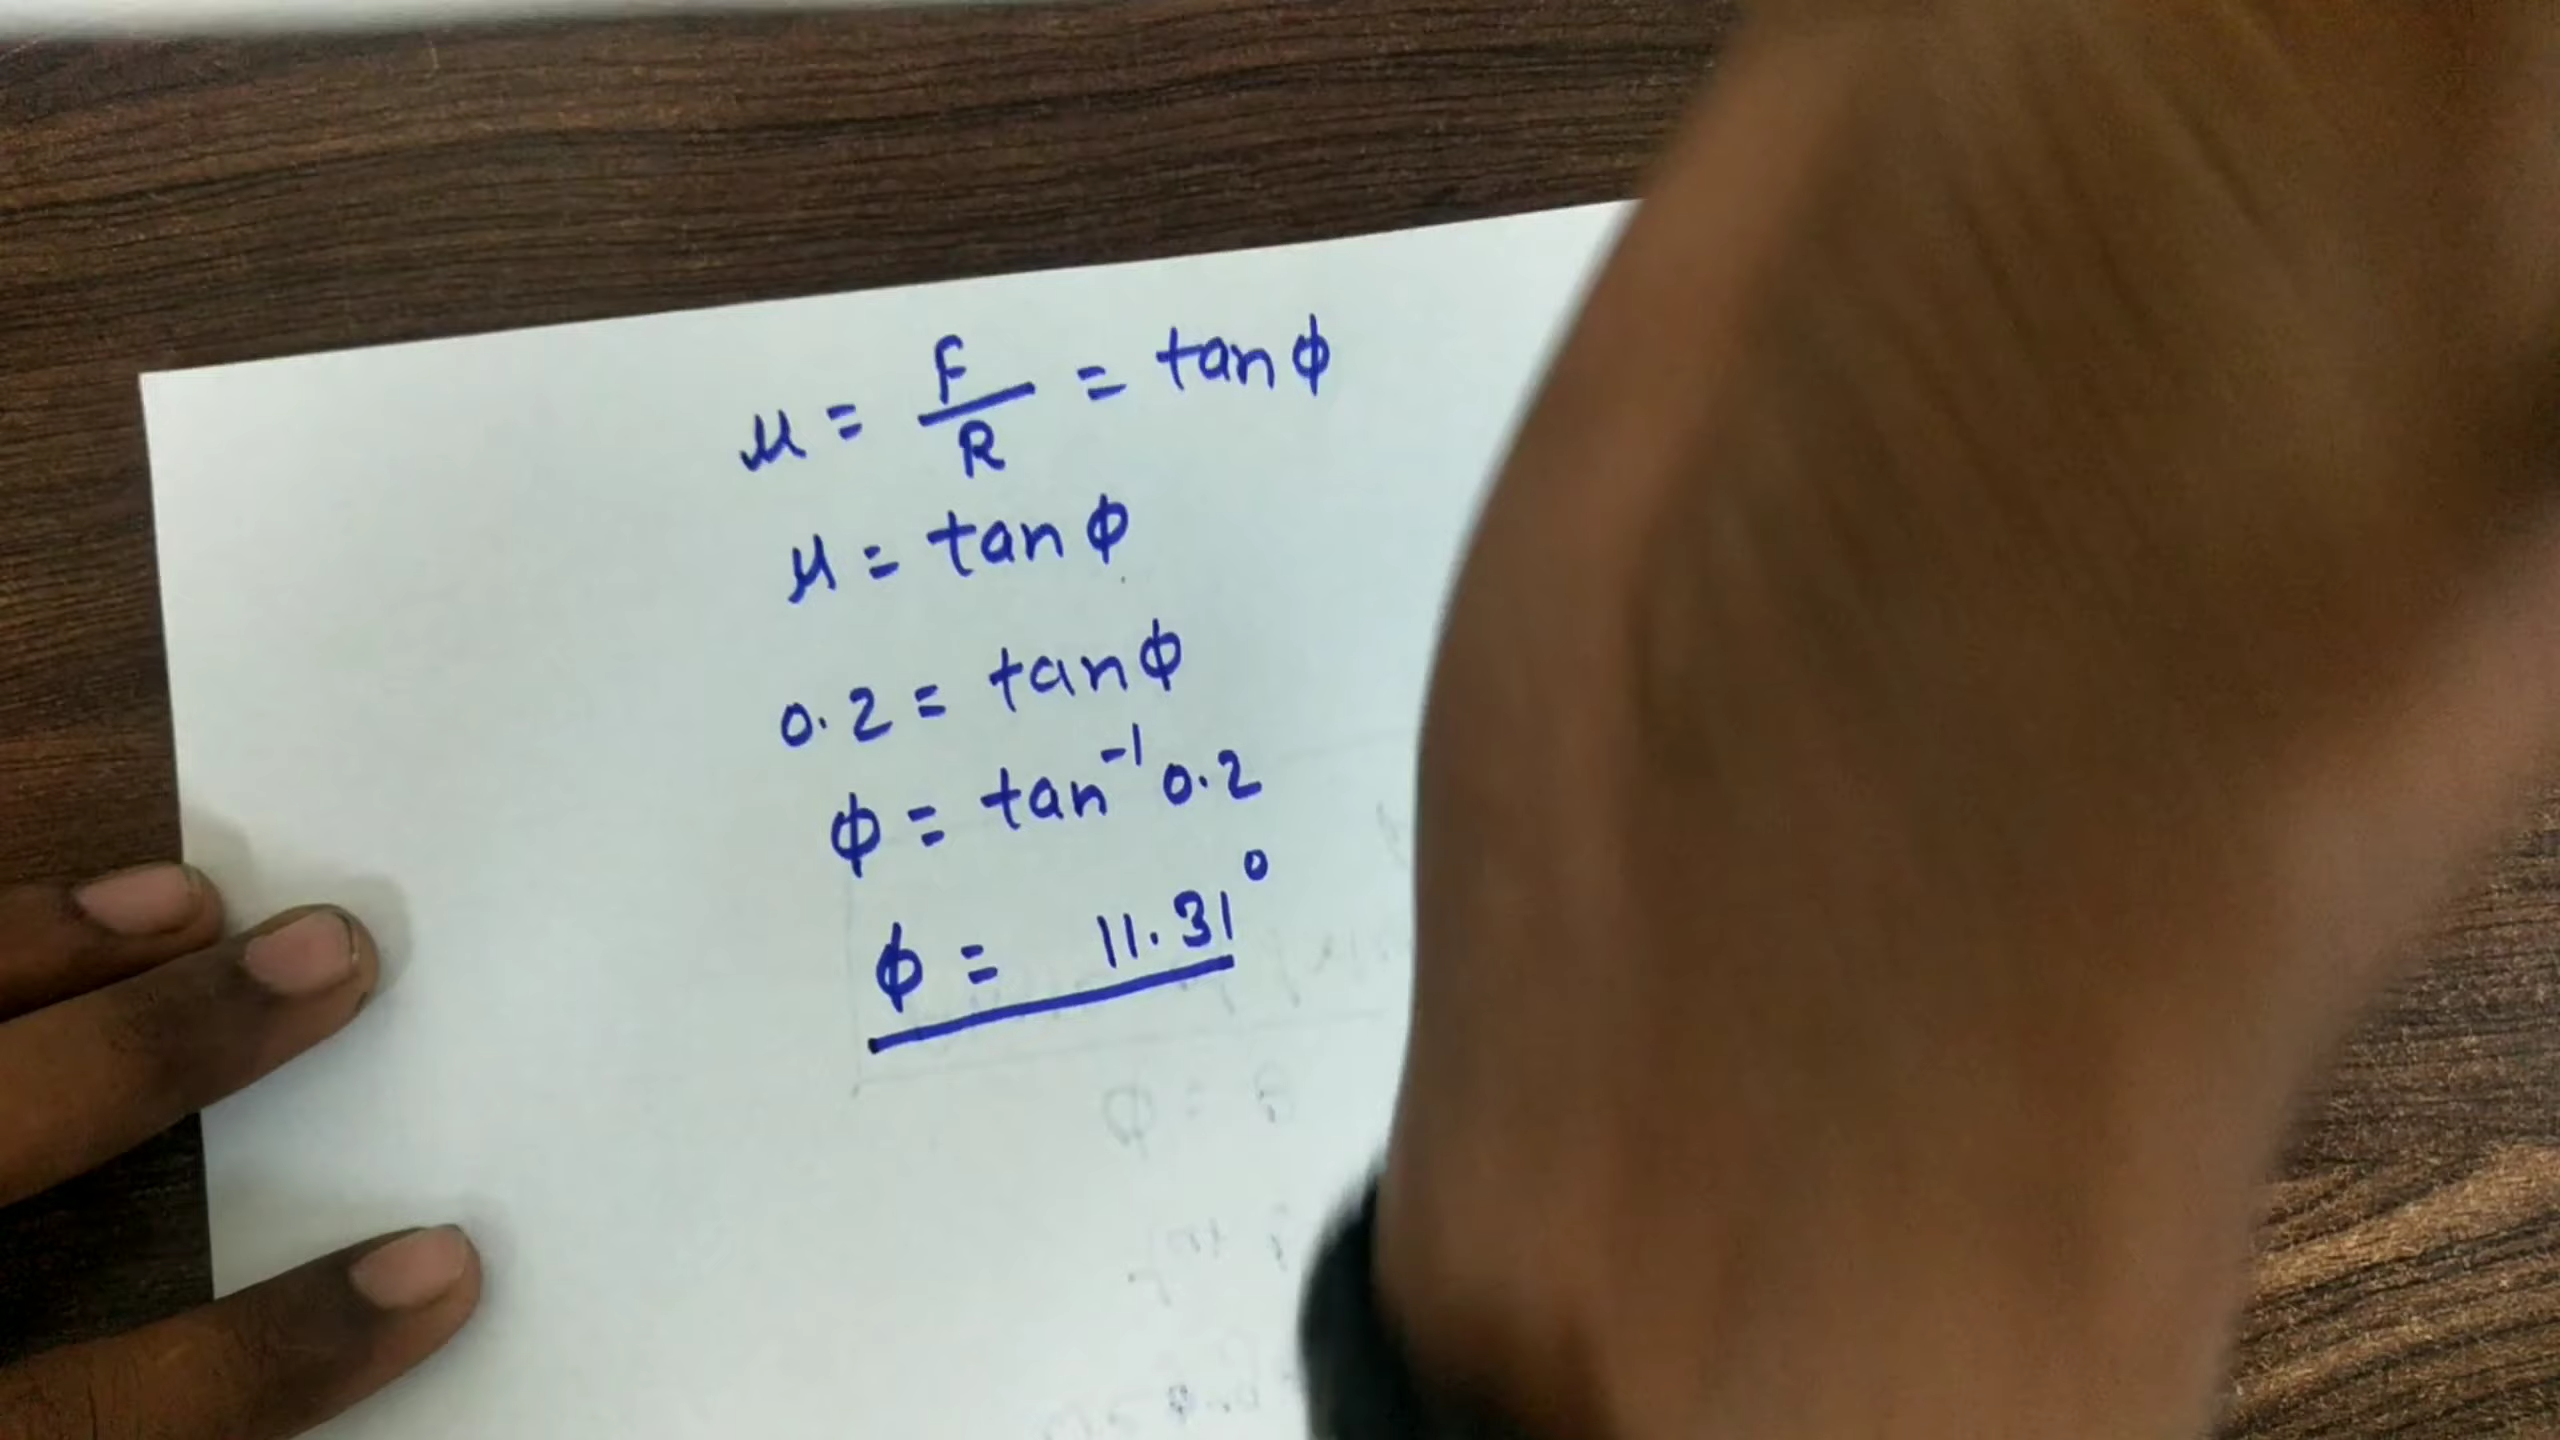 μ = F/R = tan ϕ
μ = tan ϕ
0.2 = tan ϕ
ϕ = tan⁻¹ 0.2
ϕ = 11.31°